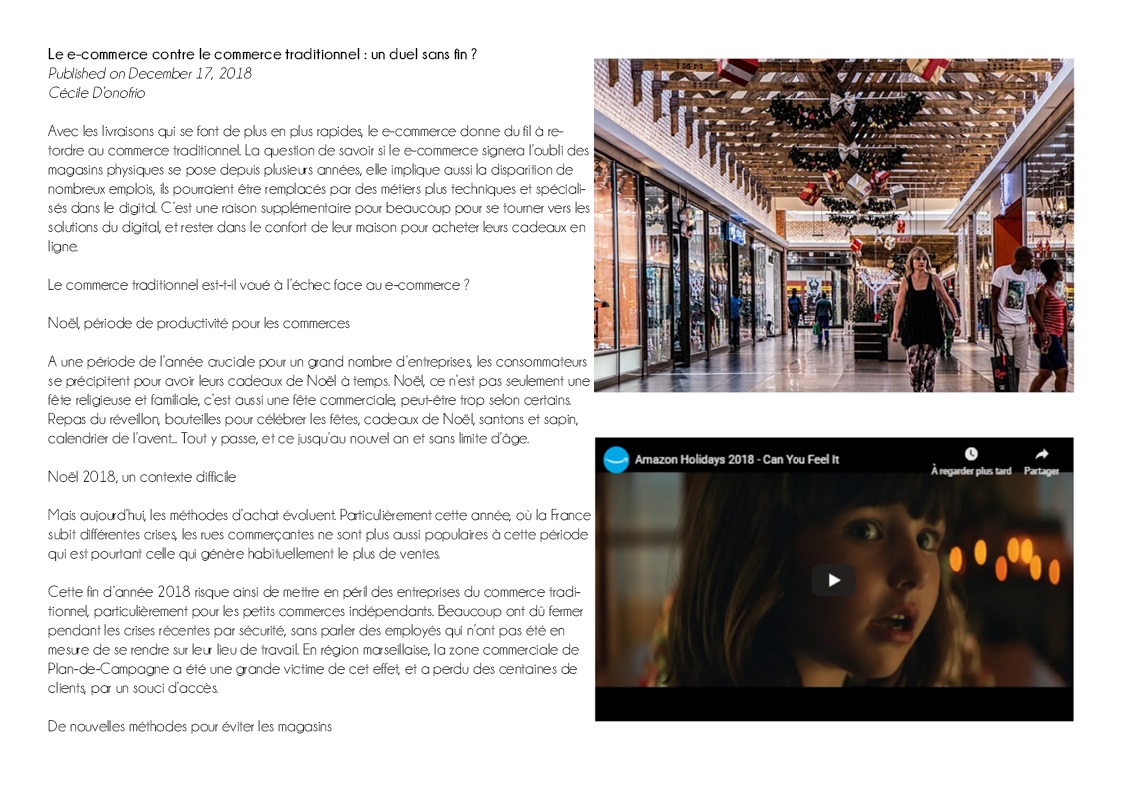 Le e-commerce contre le commerce traditionnel : un duel sans fin ?
Published on December 17, 2018
Cécile D'onofrio
Avec les livraisons qui se font de plus en plus rapides, le e-commerce donne du fil à re-
tordre au commerce traditionnel. La question de savoir si le e-commerce signera l'oubli des
magasins physiques se pose depuis plusieurs années, elle implique aussi la disparition de
nombreux emplois, ils pourraient être remplacés par des métiers plus techniques et spéciali-
sés dans le digital. C'est une raison supplémentaire pour beaucoup pour se tourner vers les
solutions du digital, et rester dans le confort de leur maison pour acheter leurs cadeaux en
ligne.
Le commerce traditionnel est-t-il voué à l'échec face au e-commerce ?
Noël, période de productivité pour les commerces
A une période de l'année cruciale pour un grand nombre d'entreprises, les consommateurs
se précipitent pour avoir leurs cadeaux de Noël à temps. Noël, ce n'est pas seulement une
fête religieuse et familiale, c'est aussi une fête commerciale, peut-être trop selon certains.
Repas du réveillon, bouteilles pour célébrer les fêtes, cadeaux de Noël, santons et sapin,
calendrier de l'avent... Tout y passe, et ce jusqu'au nouvel an et sans limite d'âge.
Noël 2018, un contexte difficile
Mais aujourd'hui, les méthodes d'achat évoluent. Particulièrement cette année, où la France
subit différentes crises, les rues commerçantes ne sont plus aussi populaires à cette période
qui est pourtant celle qui génère habituellement le plus de ventes.
Cette fin d'année 2018 risque ainsi de mettre en péril des entreprises du commerce tradi-
tionnel, particulièrement pour les petits commerces indépendants. Beaucoup ont dû fermer
pendant les crises récentes par sécurité, sans parler des employés qui n'ont pas été en
mesure de se rendre sur leur lieu de travail. En région marseillaise, la zone commerciale de
Plan-de-Campagne a été une grande victime de cet effet, et a perdu des centaines de
clients, par un souci d'accès.
De nouvelles méthodes pour éviter les magasins
Amazon Holidays 2018 - Can You Feel It
À regarder plus tard
Partager